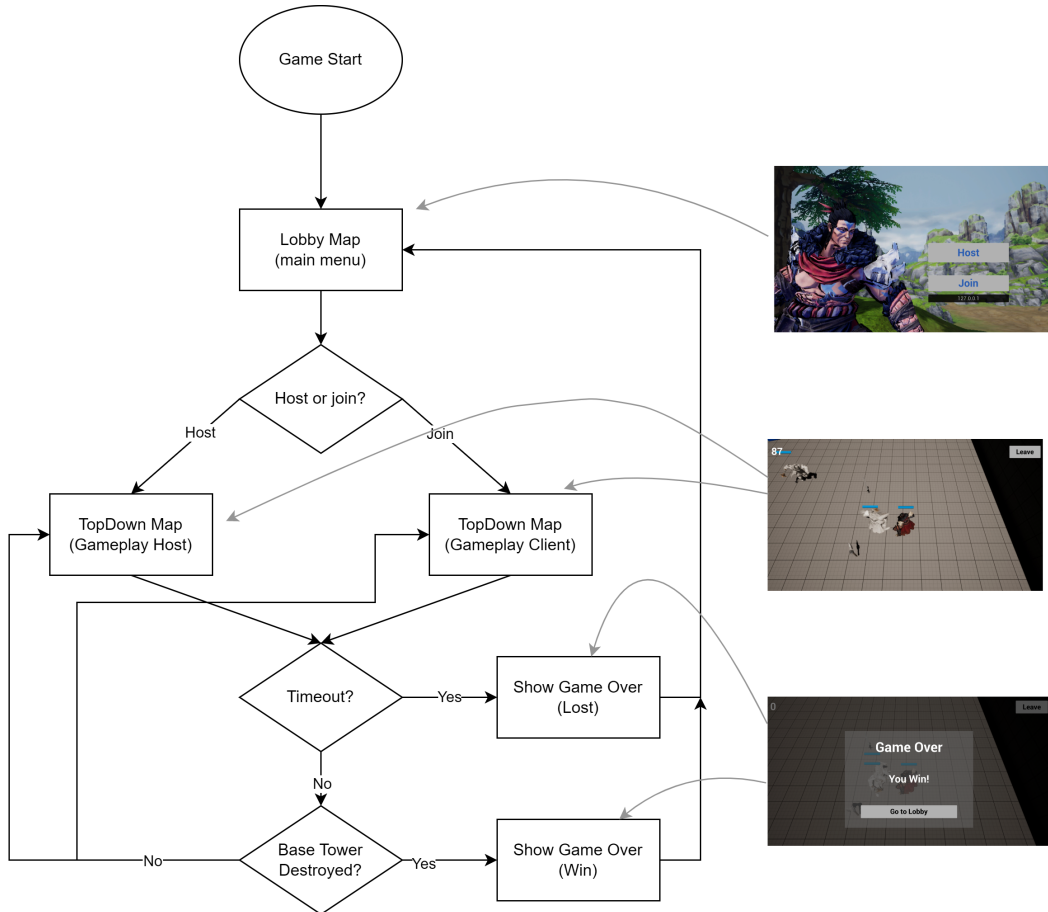 Game Start
Lobby Map
(main menu)
Host
Join
127.0.0.1
Host or join?
Host
Join
87
Leave
TopDown Map
(Gameplay Host)
TopDown Map
(Gameplay Client)
Timeout?
Yes
Show Game Over
(Lost)
0
Leave
Game Over
You Win!
Go to Lobby
No
Base Tower
Destroyed?
No
Yes
Show Game Over
(Win)